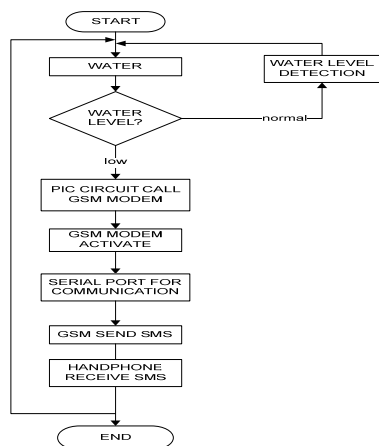 START
WATER
WATER LEVEL
DETECTION
WATER
LEVEL?
normal
low
PIC CIRCUIT CALL
GSM MODEM
GSM MODEM
ACTIVATE
SERIAL PORT FOR
COMMUNICATION
GSM SEND SMS
HANDPHONE
RECEIVE SMS
END